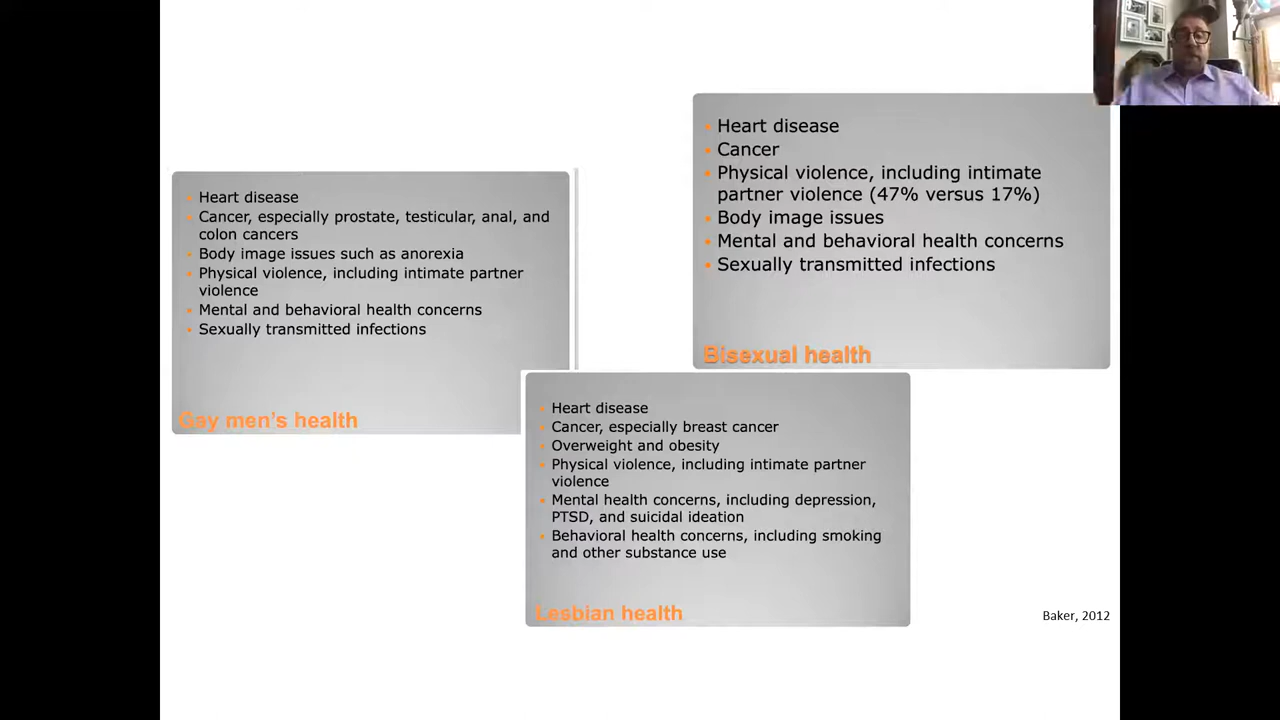 Heart disease
Cancer, especially prostate, testicular, anal, and
colon cancers
Body image issues such as anorexia
Physical violence, including intimate partner
violence
Mental and behavioral health concerns
Sexually transmitted infections
Gay men's health
Heart disease
Cancer
Physical violence, including intimate
partner violence (47% versus 17%)
Body image issues
Mental and behavioral health concerns
Sexually transmitted infections
Bisexual health
Heart disease
Cancer, especially breast cancer
Overweight and obesity
Physical violence, including intimate partner
violence
Mental health concerns, including depression,
PTSD, and suicidal ideation
Behavioral health concerns, including smoking
and other substance use
Lesbian health
Baker, 2012